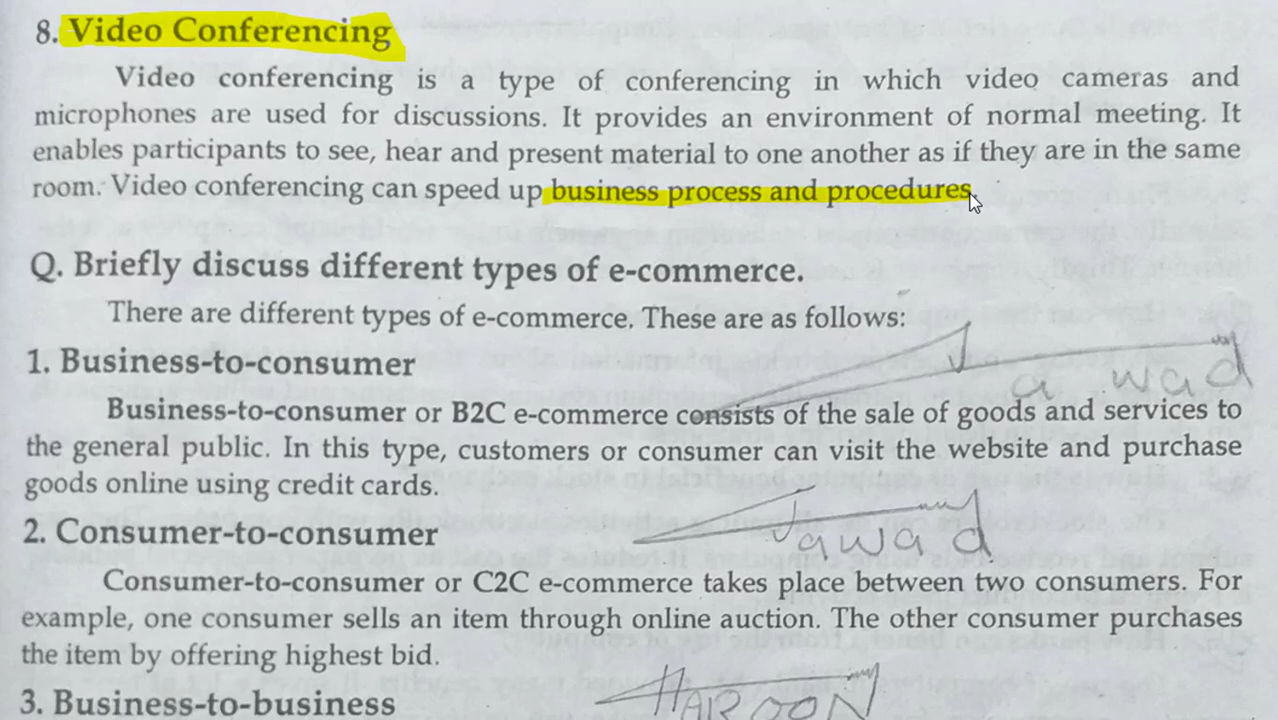 8. Video Conferencing
Video conferencing is a type of conferencing in which video cameras and
microphones are used for discussions. It provides an environment of normal meeting. It
enables participants to see, hear and present material to one another as if they are in the same
room. Video conferencing can speed up business process and procedures.
Q. Briefly discuss different types of e-commerce.
There are different types of e-commerce. These are as follows:
1. Business-to-consumer
a wad
Business-to-consumer or B2C e-commerce consists of the sale of goods and services to
the general public. In this type, customers or consumer can visit the website and purchase
goods online using credit cards.
2. Consumer-to-consumer
Jawad
Consumer-to-consumer or C2C e-commerce takes place between two consumers. For
example, one consumer sells an item through online auction. The other consumer purchases
the item by offering highest bid.
3. Business-to-business
HAROON